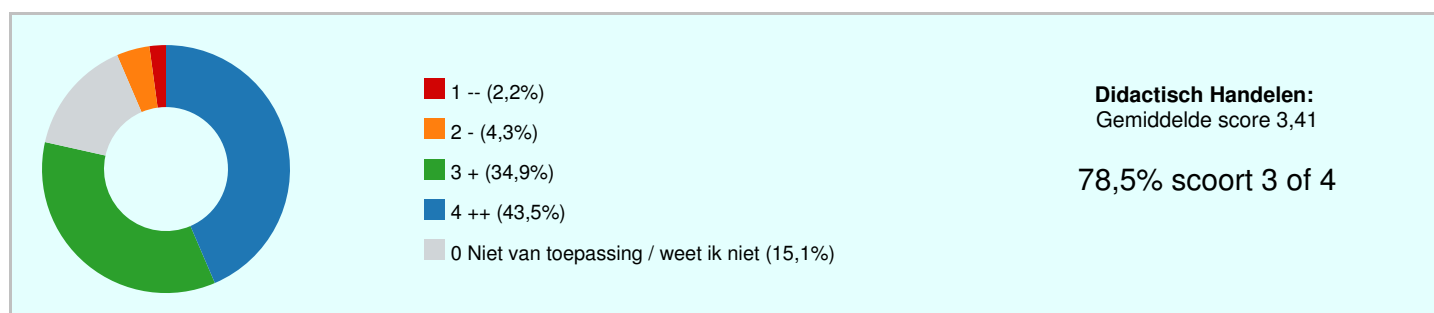 1 -- (2,2%)
2 - (4,3%)
3 + (34,9%)
4 ++ (43,5%)
0 Niet van toepassing / weet ik niet (15,1%)
Didactisch Handelen:
Gemiddelde score 3,41
78,5% scoort 3 of 4